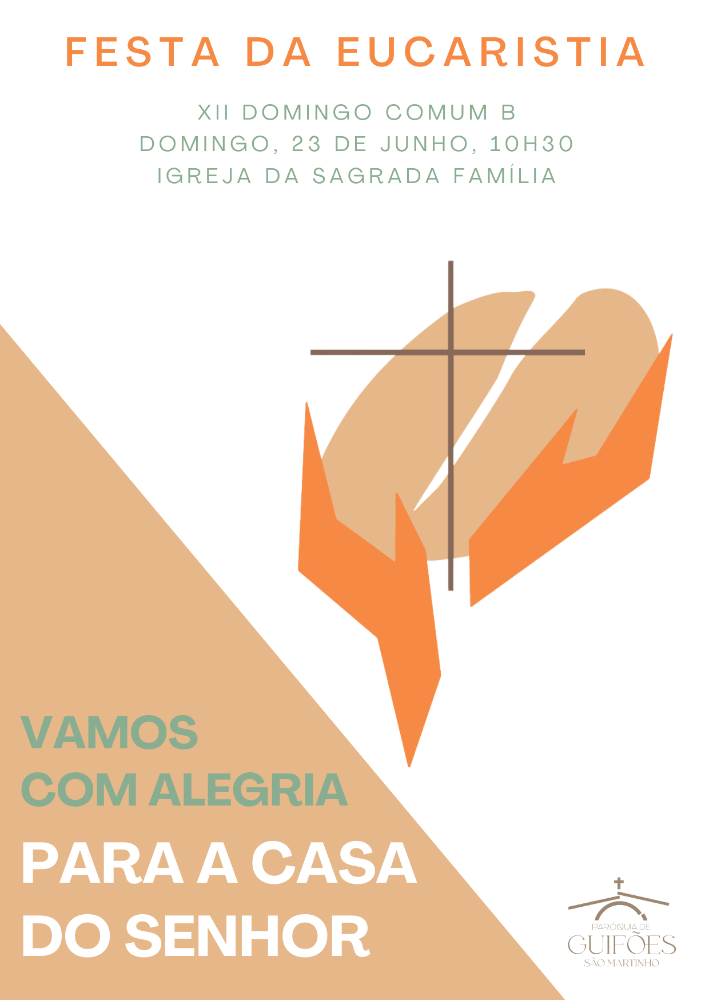 FESTA DA EUCARISTIA
XII DOMINGO COMUM B
DOMINGO, 23 DE JUNHO, 10H30
IGREJA DA SAGRADA FAMÍLIA
VAMOS
COM ALEGRIA
PARA A CASA
DO SENHOR
PARÓQUIA DE
GUIFÕES
SÃO MARTINHO